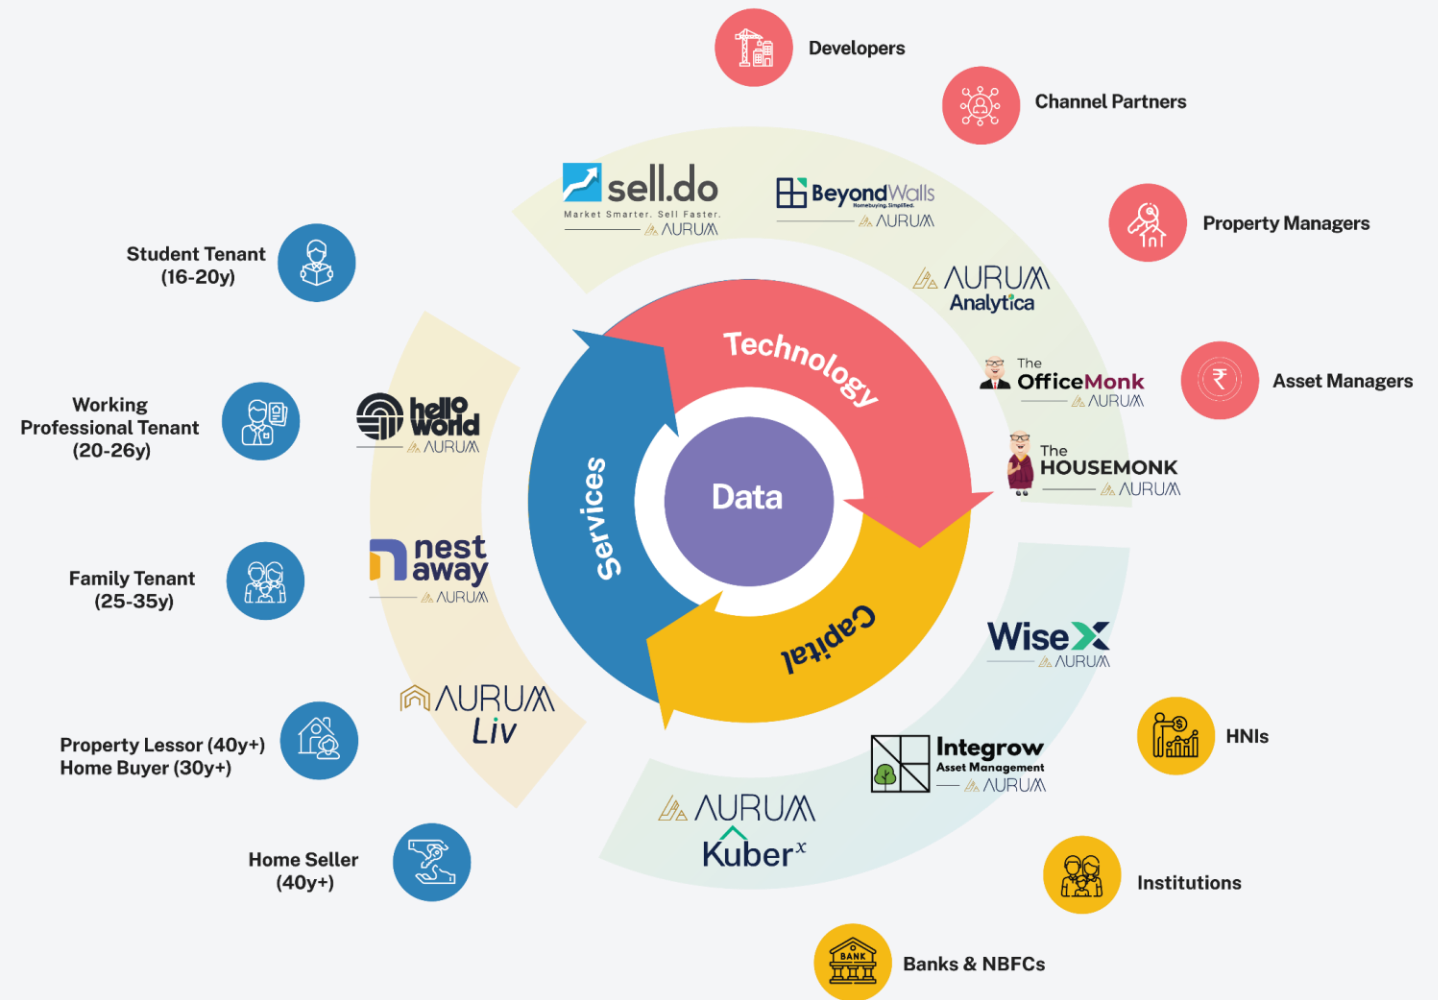 Developers
Channel Partners
Property Managers
Asset Managers
sell.do
Market Smarter. Sell Faster.
AURUM
BeyondWalls
Homebuying. Simplified.
AURUM
AURUM
Analytica
The
OfficeMonk
AURUM
The
HOUSEMONK
AURUM
Student Tenant
(16-20y)
Working
Professional Tenant
(20-26y)
Family Tenant
(25-35y)
Property Lessor (40y+)
Home Buyer (30y+)
Home Seller
(40y+)
hello
world
AURUM
nest
away
AURUM
AURUM
Liv
Technology
Services
Data
Capital
WiseX
AURUM
Integrow
Asset Management
AURUM
AURUM
Kuber x
HNIs
Institutions
BANK
Banks & NBFCs
₹
$